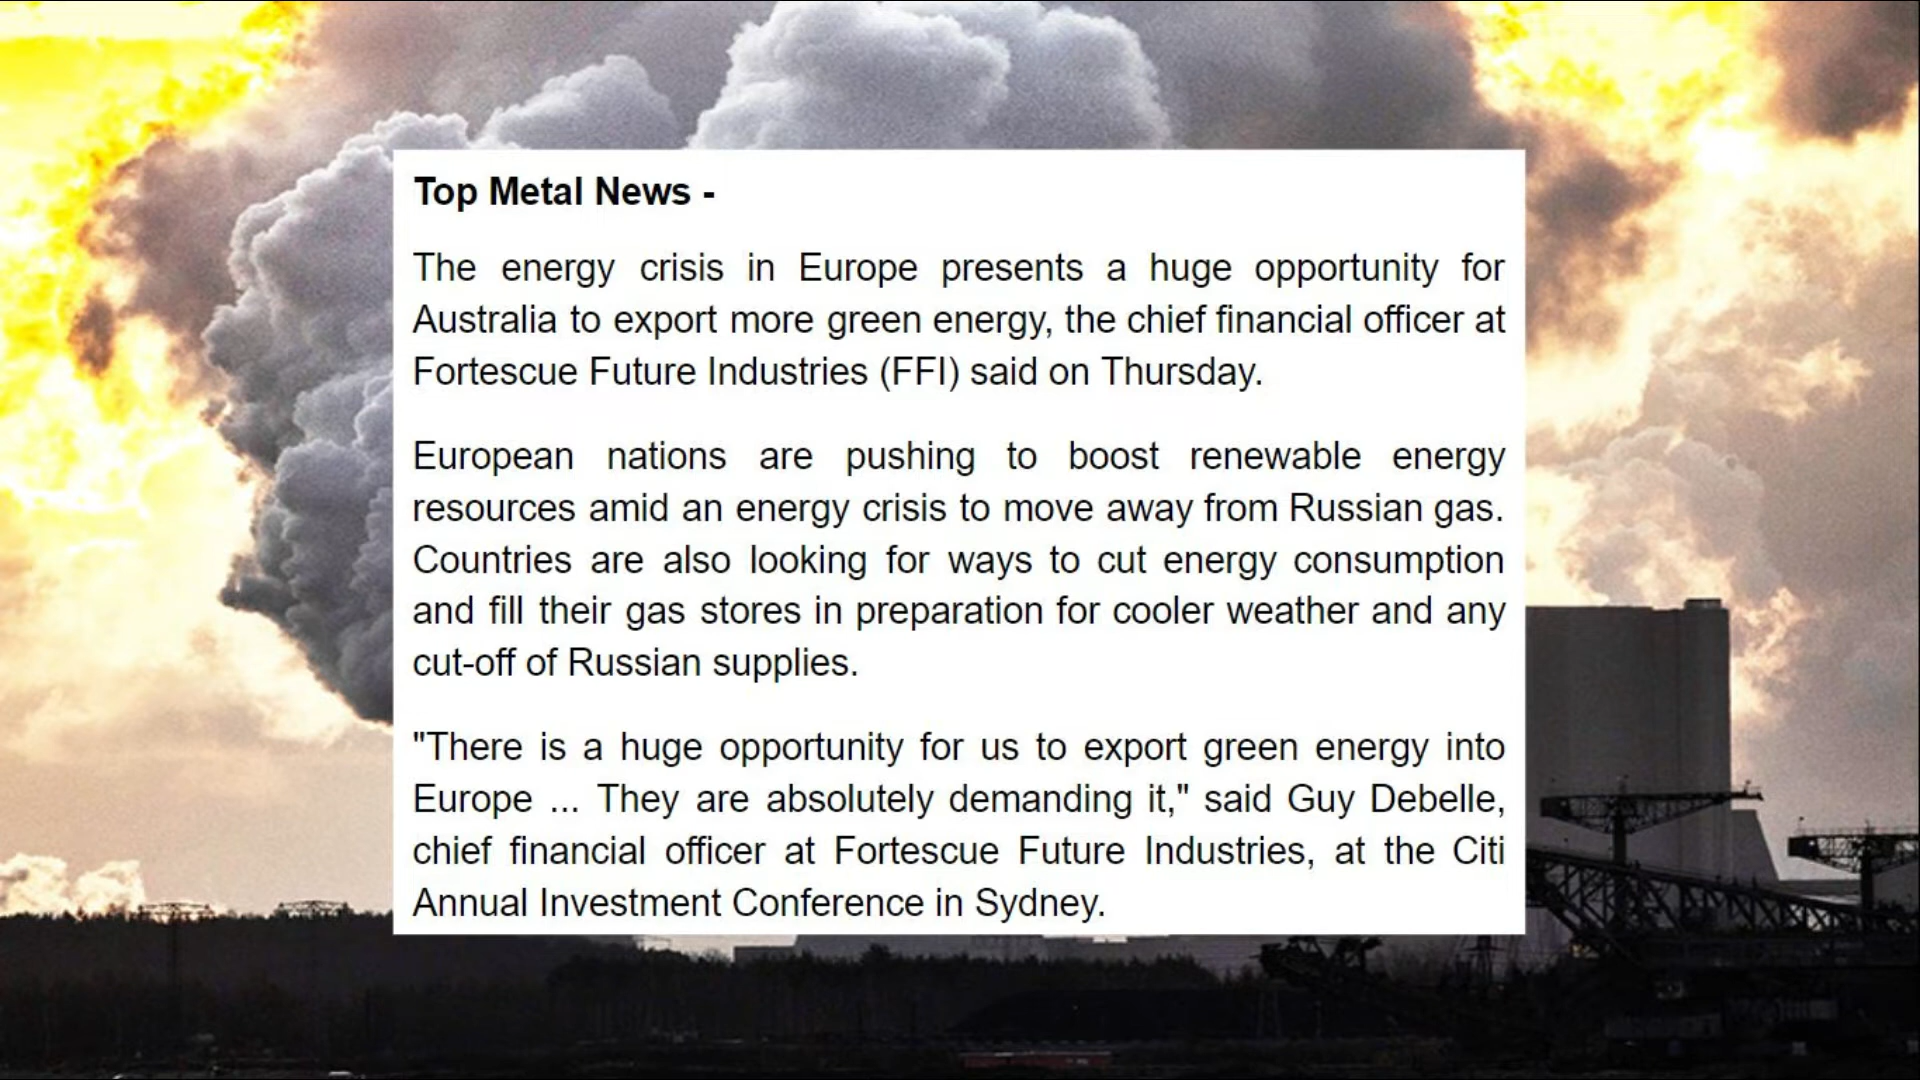 Top Metal News -
The energy crisis in Europe presents a huge opportunity for
Australia to export more green energy, the chief financial officer at
Fortescue Future Industries (FFI) said on Thursday.
European nations are pushing to boost renewable energy
resources amid an energy crisis to move away from Russian gas.
Countries are also looking for ways to cut energy consumption
and fill their gas stores in preparation for cooler weather and any
cut-off of Russian supplies.
"There is a huge opportunity for us to export green energy into
Europe ... They are absolutely demanding it," said Guy Debelle,
chief financial officer at Fortescue Future Industries, at the Citi
Annual Investment Conference in Sydney.